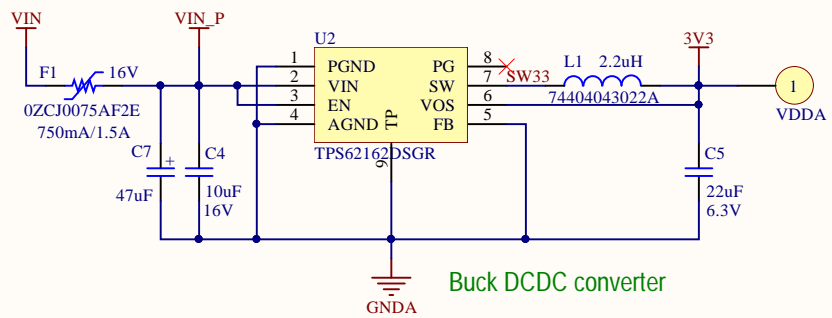 VIN
VIN_P
3V3
F1
16V
0ZCJ0075AF2E
750mA/1.5A
C7
+
47uF
C4
10uF
16V
U2
1
PGND
2
VIN
3
EN
4
AGND
TP
9
PG
8
SW
7
VOS
6
FB
5
TPS62162DSGR
SW33
L1
2.2uH
74404043022A
1
VDDA
C5
22uF
6.3V
GNDA
Buck DCDC converter